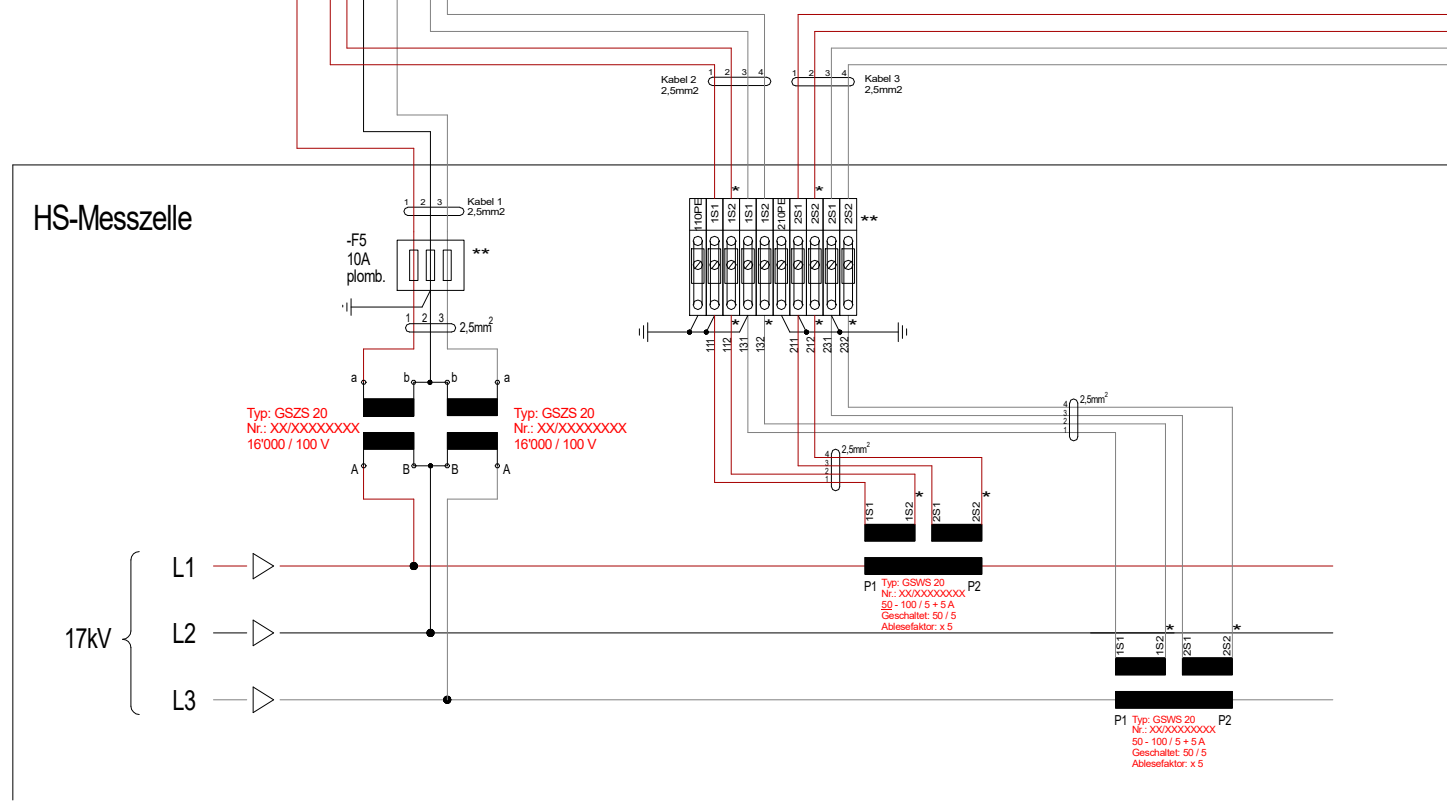 Kabel 2
2,5mm2
1 2 3 4
1 2 3 4
Kabel 3
2,5mm2
HS-Messzelle
1 2 3
Kabel 1
2,5mm2
-F5
10A
plomb.
**
* *
110PE 1S1 1S2 1S1 1S2 210PE 2S1 2S2 2S1 2S2
**
1 2 3
2,5mm²
* * * *
111 112 131 132 211 212 231 232
a b b a
Typ: GSZS 20
Nr.: XX/XXXXXXXX
16'000 / 100 V
Typ: GSZS 20
Nr.: XX/XXXXXXXX
16'000 / 100 V
A B B A
4
3
2
1
2,5mm²
4
3
2
1
2,5mm²
1S1 1S2 * 2S1 2S2 *
P1 P2
Typ: GSWS 20
Nr.: XX/XXXXXXXX
50 - 100 / 5 + 5 A
Geschaltet: 50 / 5
Ablesefaktor: x 5
17kV
L1
L2
L3
1S1 1S2 * 2S1 2S2 *
P1 P2
Typ: GSWS 20
Nr.: XX/XXXXXXXX
50 - 100 / 5 + 5 A
Geschaltet: 50 / 5
Ablesefaktor: x 5